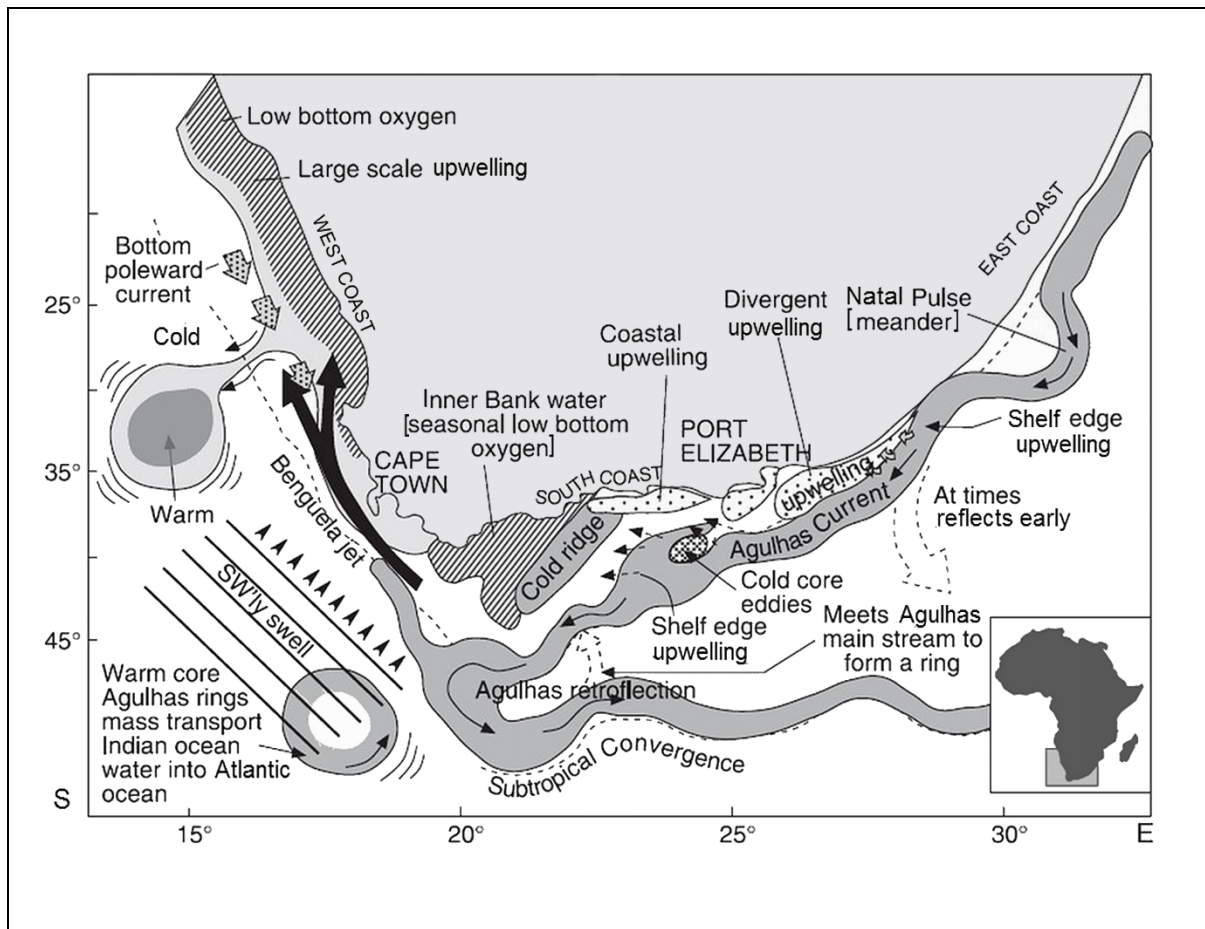 Low bottom oxygen
Large scale upwelling
WEST COAST
EAST COAST
Bottom
poleward
current
25°
Cold
Divergent
upwelling
Natal Pulse
[meander]
Coastal
upwelling
Inner Bank water
[seasonal low bottom
oxygen]
PORT
ELIZABETH
Shelf edge
upwelling
CAPE
TOWN
SOUTH COAST
upwelling
35°
Warm
Benguela jet
Cold ridge
Agulhas Current
At times
reflects early
Cold core
eddies
SW'ly swell
45°
Shelf edge
upwelling
Meets Agulhas
main stream to
form a ring
Warm core
Agulhas rings
mass transport
Indian ocean
water into Atlantic
ocean
Agulhas retroflection
Subtropical Convergence
S
15°
20°
25°
30°
E